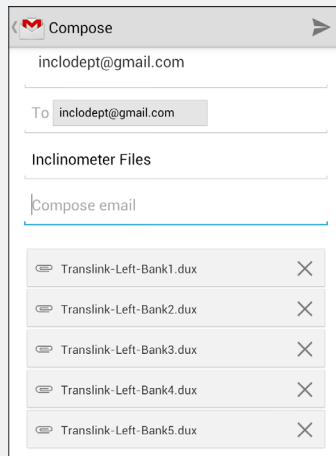 Compose
inclodept@gmail.com
To inclodept@gmail.com
Inclinometer Files
Compose email
Translink-Left-Bank1.dux
Translink-Left-Bank2.dux
Translink-Left-Bank3.dux
Translink-Left-Bank4.dux
Translink-Left-Bank5.dux